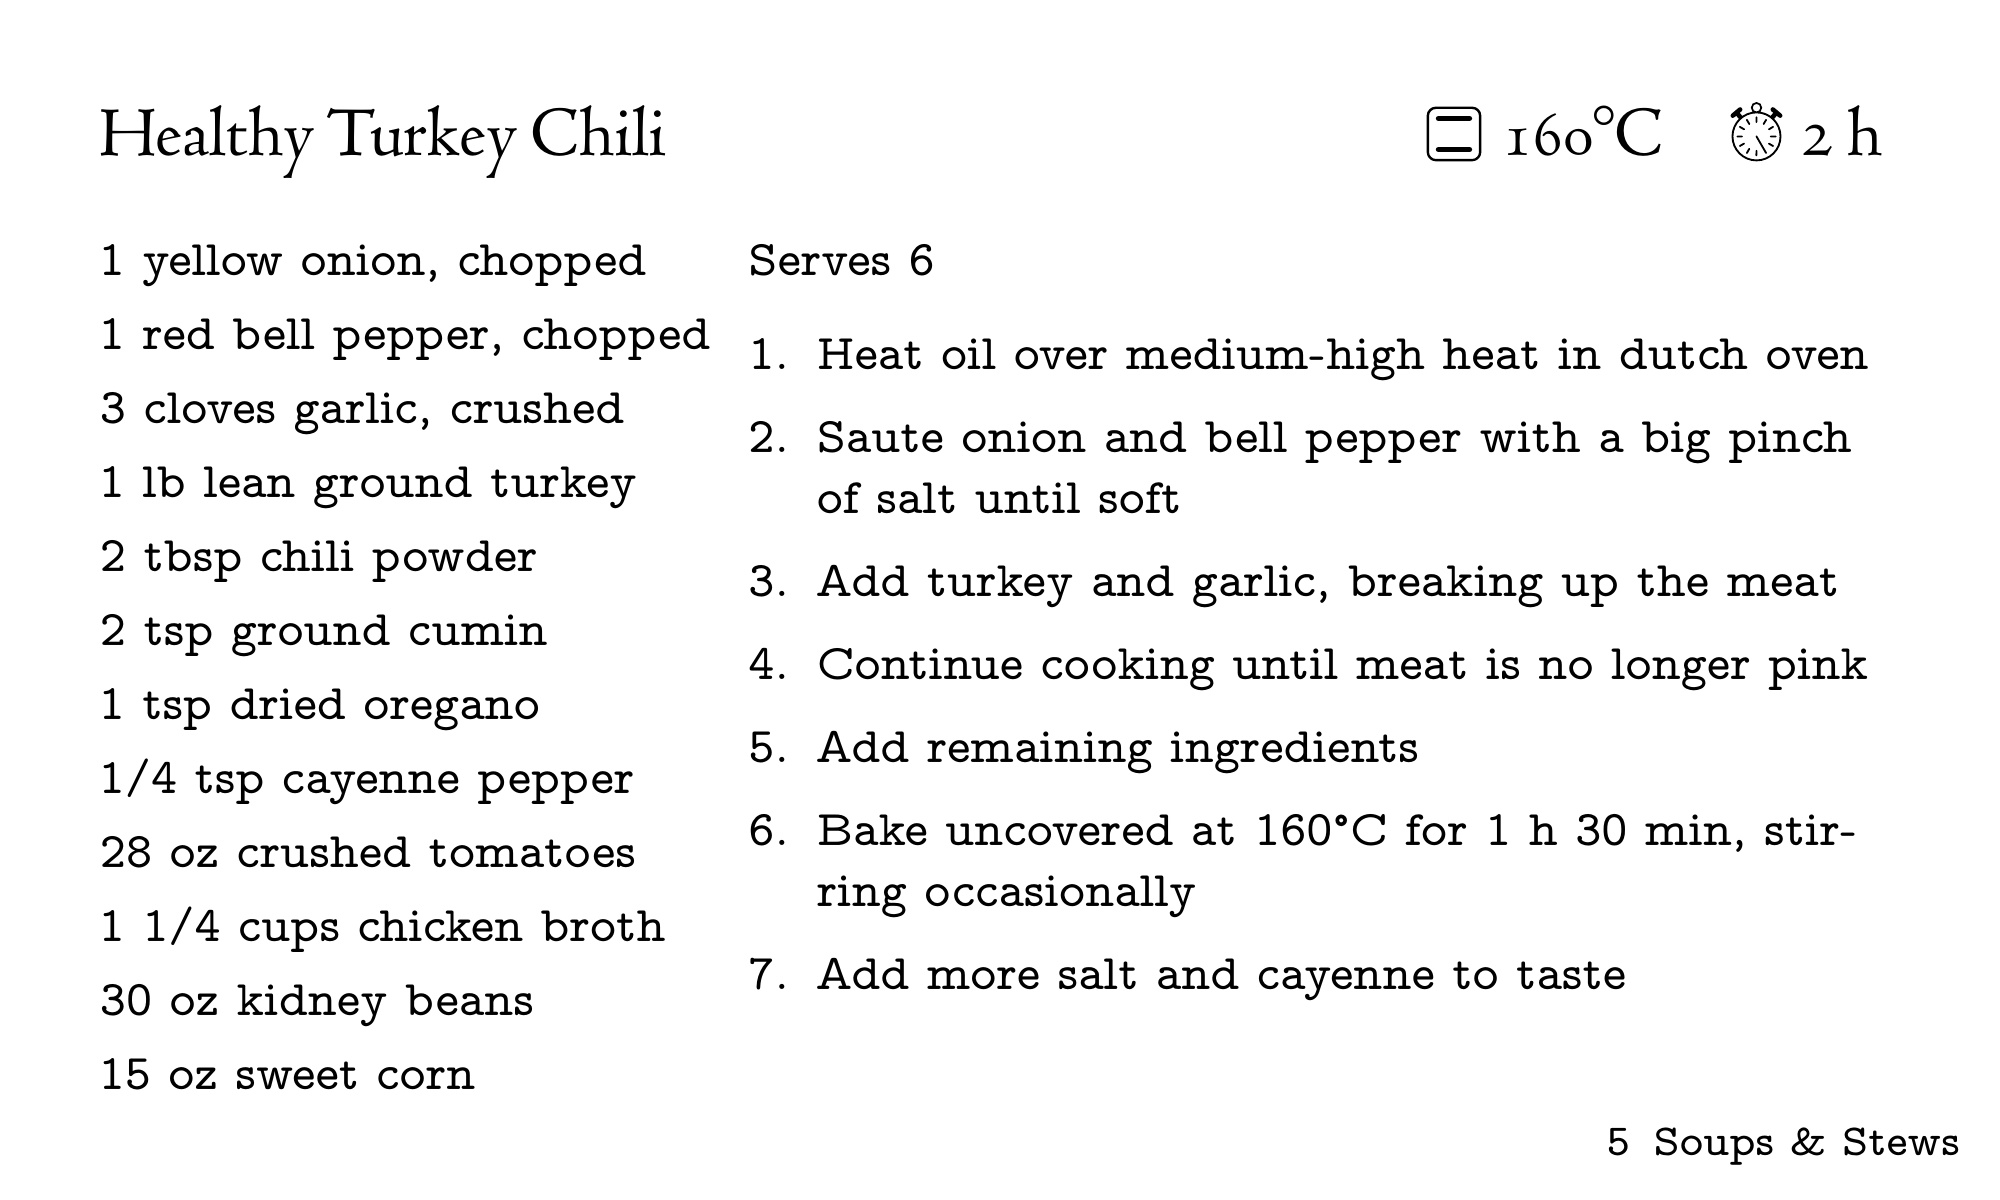 Healthy Turkey Chili
160°C
2 h
1 yellow onion, chopped
1 red bell pepper, chopped
3 cloves garlic, crushed
1 lb lean ground turkey
2 tbsp chili powder
2 tsp ground cumin
1 tsp dried oregano
1/4 tsp cayenne pepper
28 oz crushed tomatoes
1 1/4 cups chicken broth
30 oz kidney beans
15 oz sweet corn
Serves 6
1. Heat oil over medium-high heat in dutch oven
2. Saute onion and bell pepper with a big pinch
of salt until soft
3. Add turkey and garlic, breaking up the meat
4. Continue cooking until meat is no longer pink
5. Add remaining ingredients
6. Bake uncovered at 160°C for 1 h 30 min, stir-
ring occasionally
7. Add more salt and cayenne to taste
5 Soups & Stews